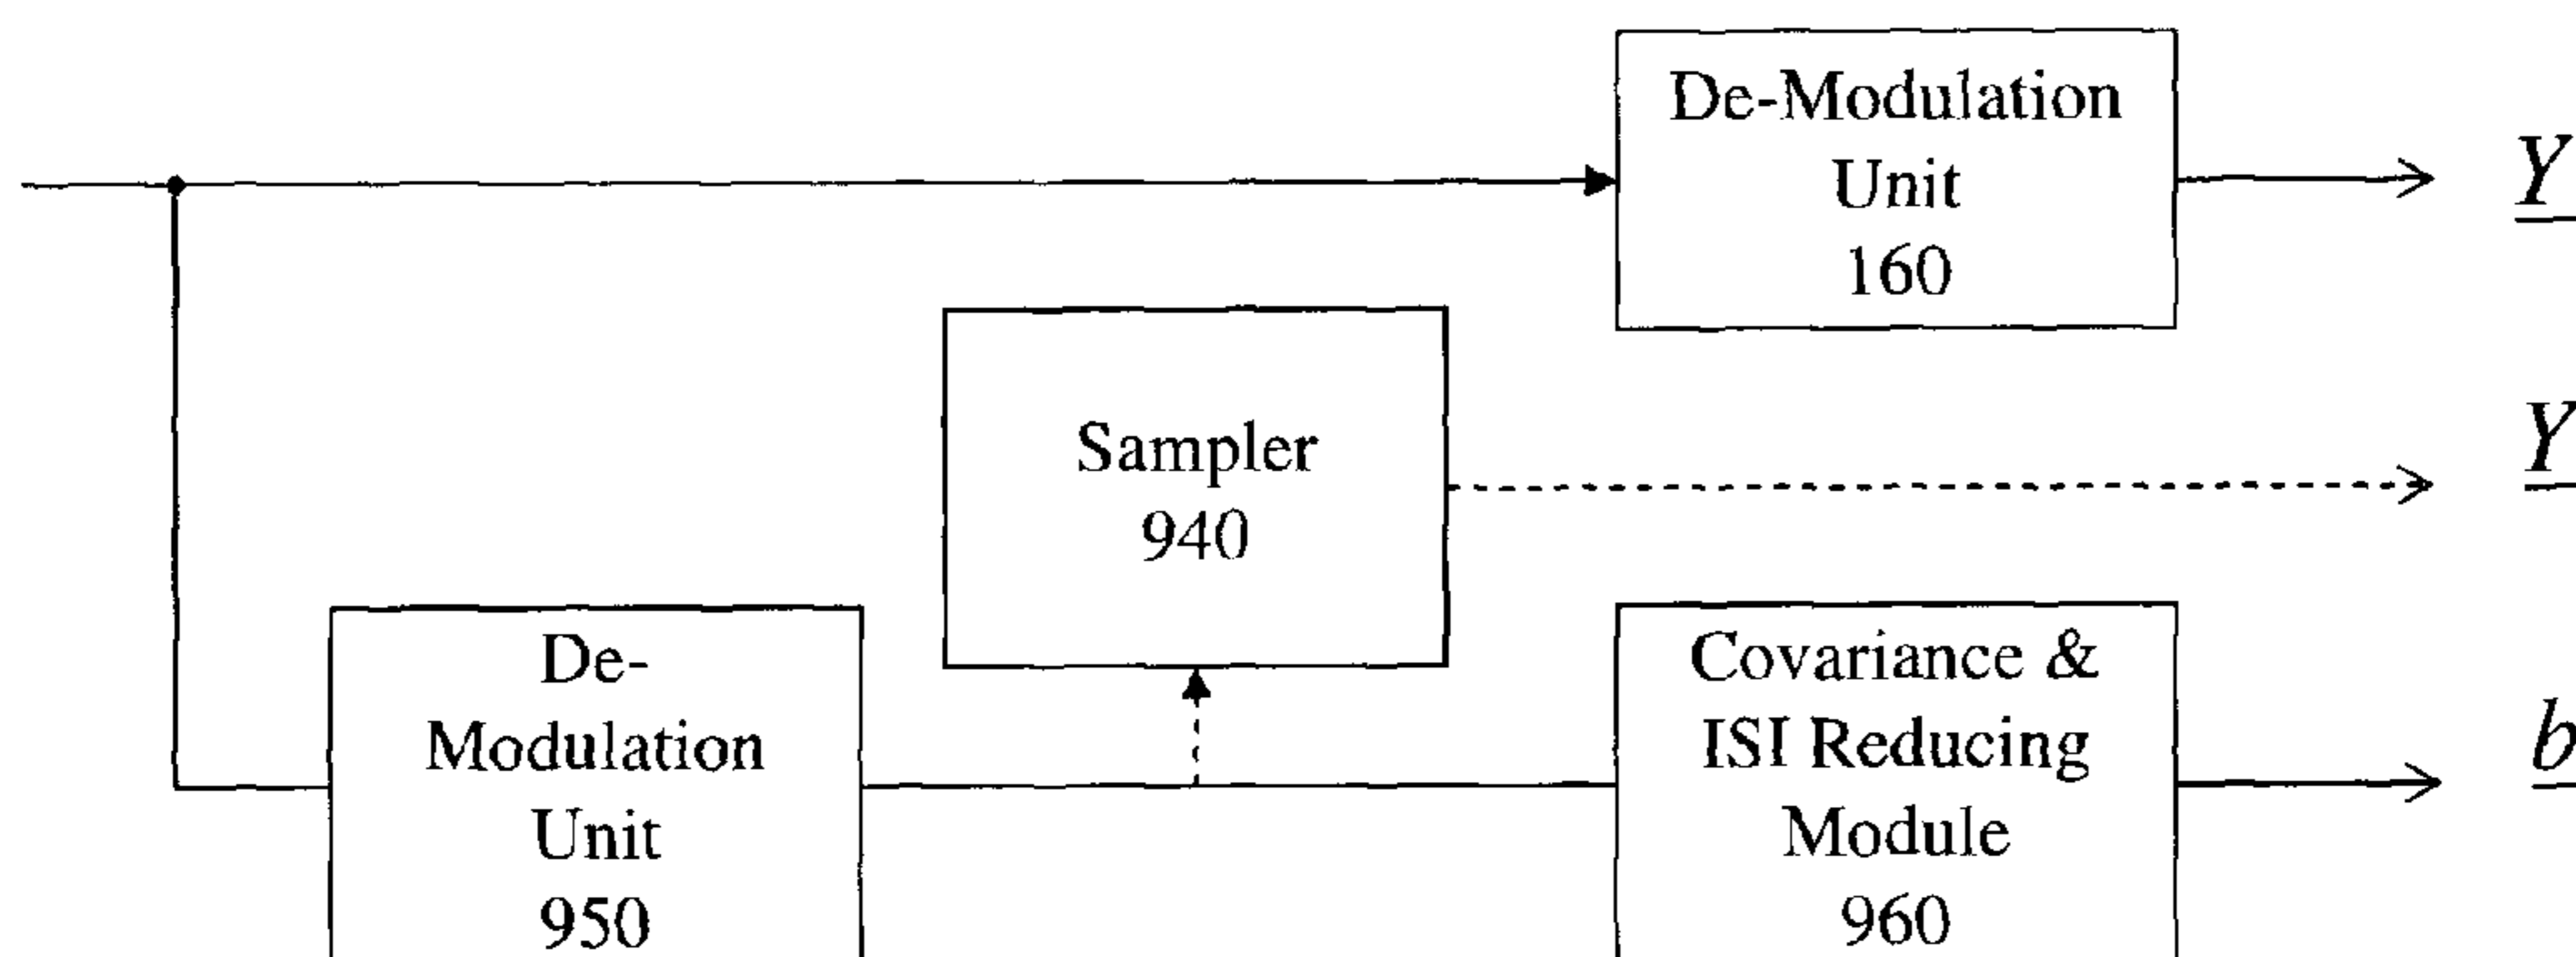 De-Modulation
Unit
160
Y
Sampler
940
Y
De-
Modulation
Unit
950
Covariance &
ISI Reducing
Module
960
b